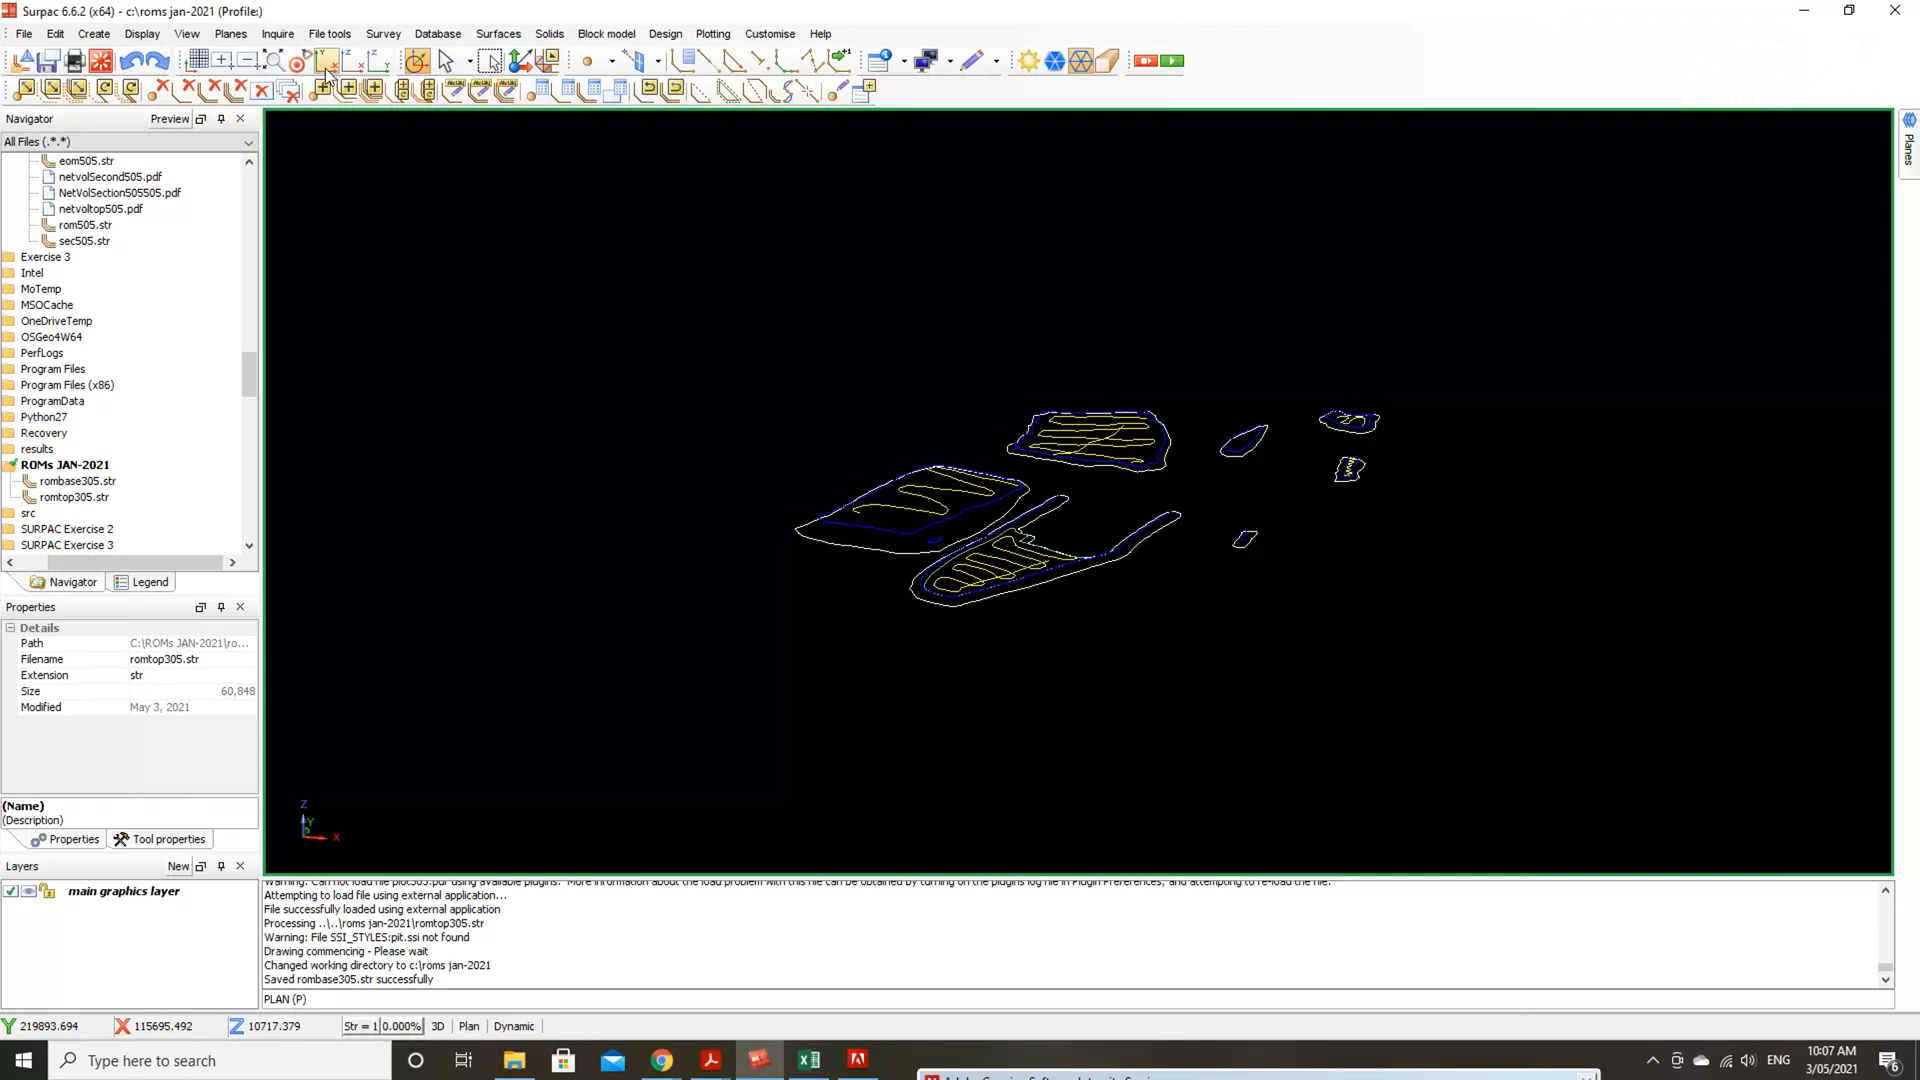 Surpac 6.6.2 (x64) - c:\roms jan-2021 (Profile:)
File Edit Create Display View Planes Inquire File tools Survey Database Surfaces Solids Block model Design Plotting Customise Help
Navigator Preview
All Files (.*.*)
eom505.str
netvolSecond505.pdf
NetVolSection505505.pdf
netvoltop505.pdf
rom505.str
sec505.str
Exercise 3
Intel
MoTemp
MSOCache
OneDriveTemp
OSGeo4W64
PerfLogs
Program Files
Program Files (x86)
ProgramData
Python27
Recovery
results
ROMs JAN-2021
rombase305.str
romtop305.str
src
SURPAC Exercise 2
SURPAC Exercise 3
Navigator Legend
Properties
Details
Path C:\ROMs JAN-2021\ro...
Filename romtop305.str
Extension str
Size 60,848
Modified May 3, 2021
(Name)
(Description)
Properties Tool properties
Layers New
main graphics layer
Planes
Z
Y
X
Attempting to load file using external application...
File successfully loaded using external application
Processing ..\..\roms jan-2021\romtop305.str
Warning: File SSI_STYLES:pit.ssi not found
Drawing commencing - Please wait
Changed working directory to c:\roms jan-2021
Saved rombase305.str successfully
PLAN (P)
Y 219893.694 X 115695.492 Z 10717.379 Str = 1 0.000% 3D Plan Dynamic
Type here to search
ENG
10:07 AM
3/05/2021
6